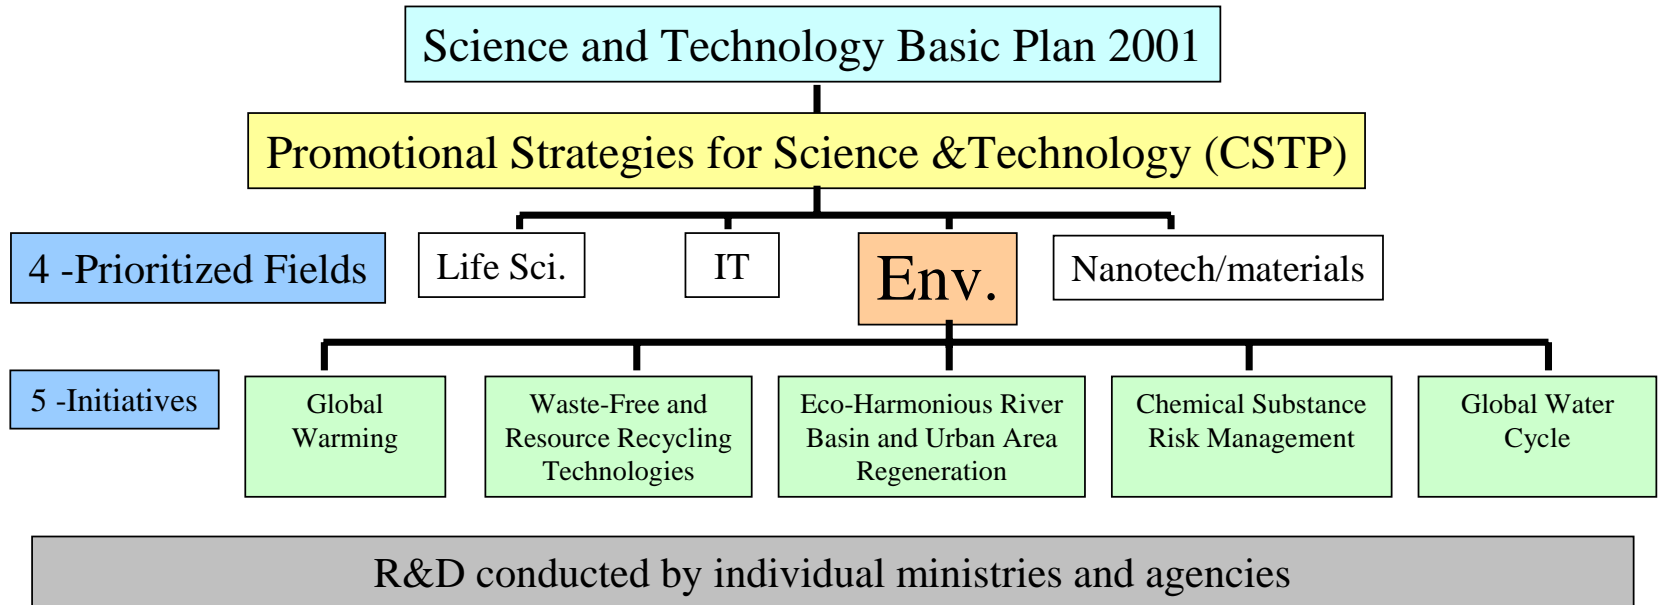 Science and Technology Basic Plan 2001
Promotional Strategies for Science &Technology (CSTP)
4 -Prioritized Fields
Life Sci.
IT
Env.
Nanotech/materials
5 -Initiatives
Global
Warming
Waste-Free and
Resource Recycling
Technologies
Eco-Harmonious River
Basin and Urban Area
Regeneration
Chemical Substance
Risk Management
Global Water
Cycle
R&D conducted by individual ministries and agencies